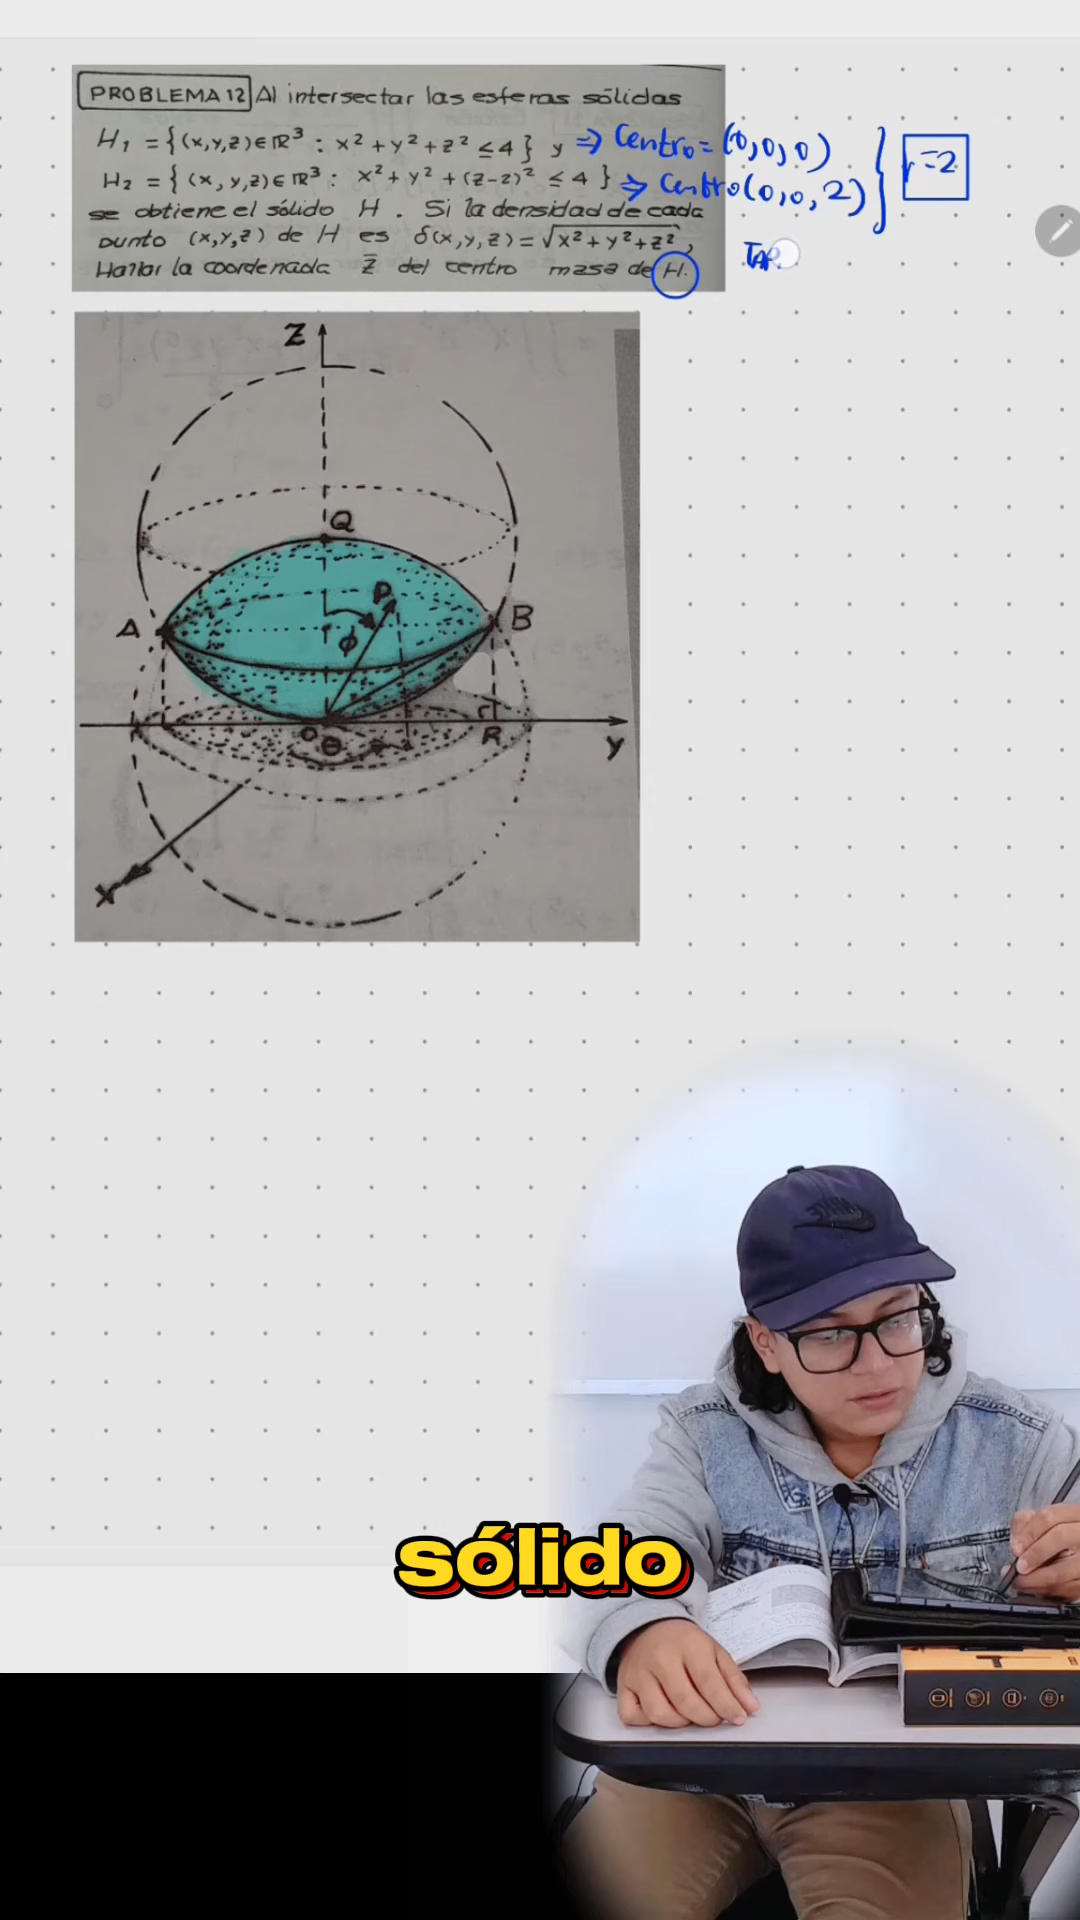 PROBLEMA 12 Al intersectar las esferas sólidas
H₁ = {(x,y,z) ∈ ℝ³ : x² + y² + z² ≤ 4} y ⇒ Centro = (0,0,0)
H₂ = {(x,y,z) ∈ ℝ³ : x² + y² + (z-2)² ≤ 4} ⇒ Centro (0,0,2) } r = 2
se obtiene el sólido H. Si la densidad de cada
punto (x,y,z) de H es δ(x,y,z) = √x² + y² + z²,
Hallar la coordenada z̄ del centro masa de H.
TAP
Z
Q
P
A
B
ϕ
O
θ
r
R
y
X
NIKE
sólido